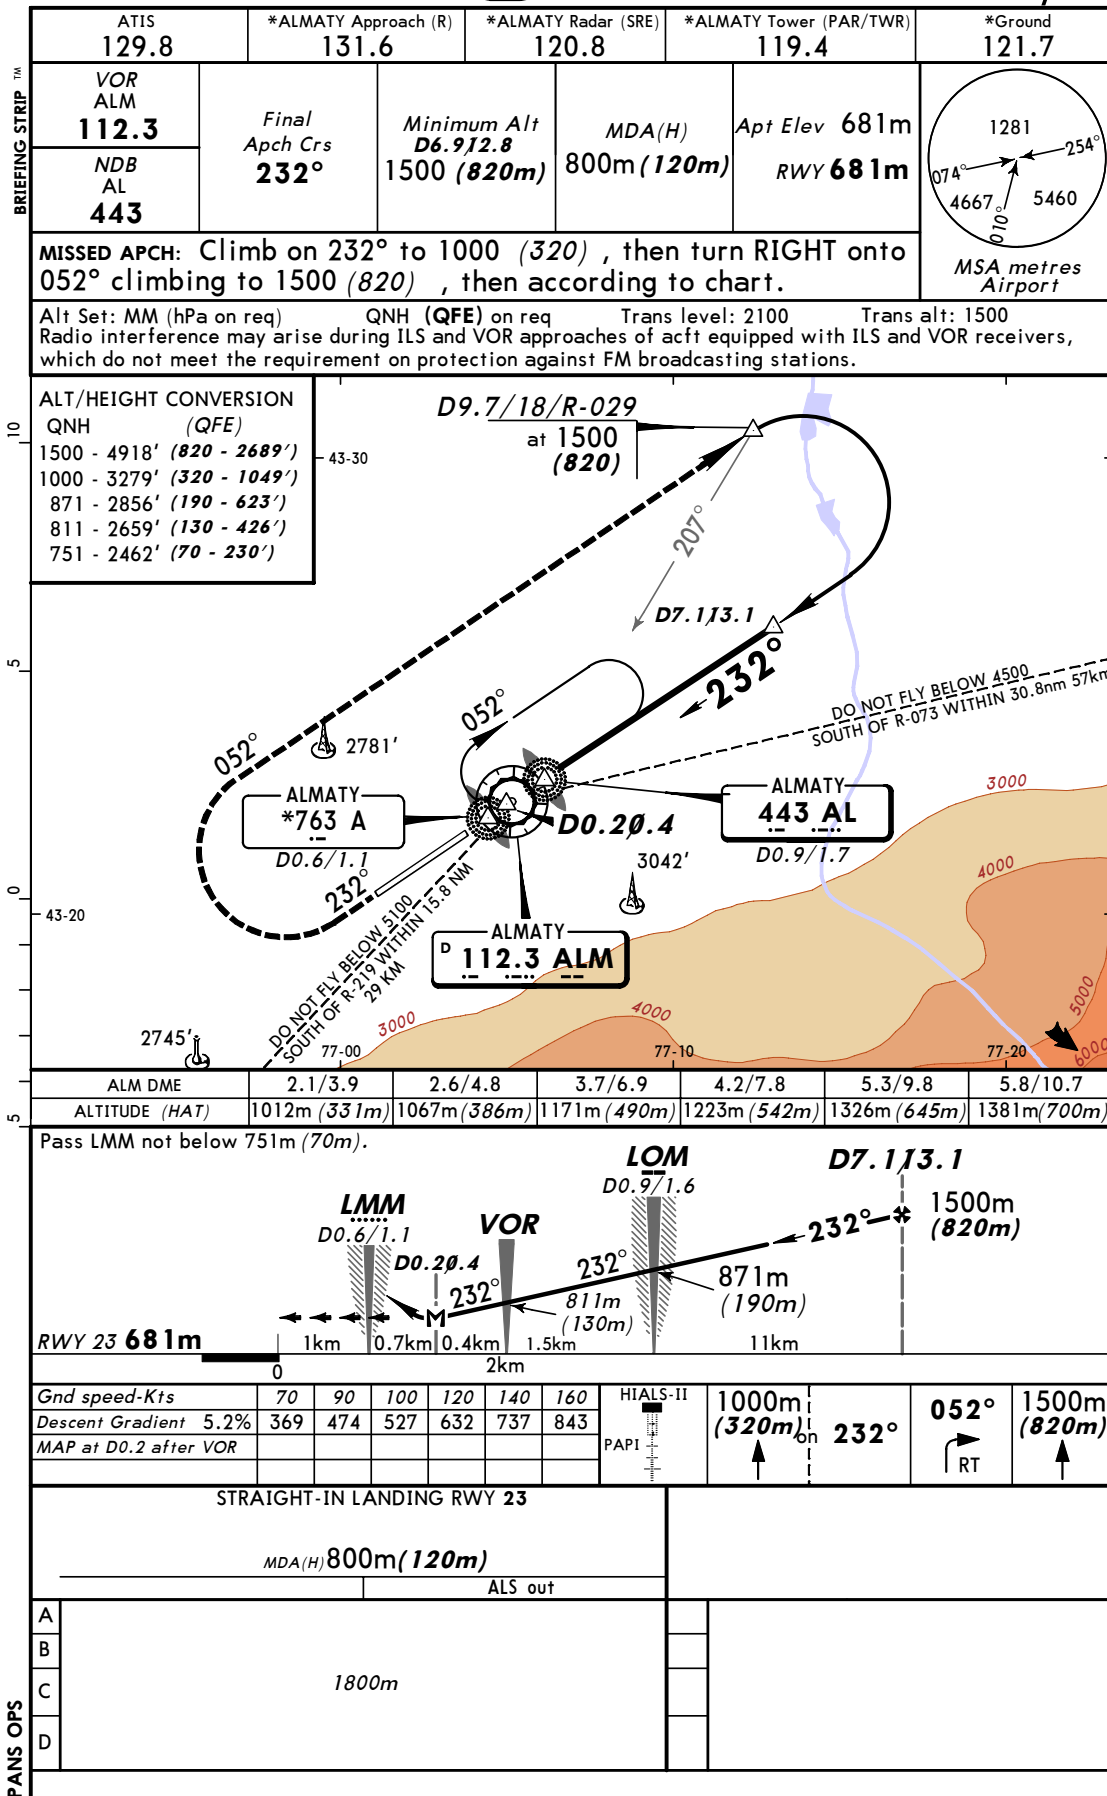 ATIS
129.8
*ALMATY Approach (R)
131.6
*ALMATY Radar (SRE)
120.8
*ALMATY Tower (PAR/TWR)
119.4
*Ground
121.7
BRIEFING STRIP TM
VOR
ALM
112.3
NDB
AL
443
Final
Apch Crs
232°
Minimum Alt
D6.9/12.8
1500 (820m)
MDA(H)
800m (120m)
Apt Elev 681m
RWY 681m
1281
074°
254°
4667
010°
5460
MSA metres
Airport
MISSED APCH: Climb on 232° to 1000 (320) , then turn RIGHT onto
052° climbing to 1500 (820) , then according to chart.
Alt Set: MM (hPa on req) QNH (QFE) on req Trans level: 2100 Trans alt: 1500
Radio interference may arise during ILS and VOR approaches of acft equipped with ILS and VOR receivers,
which do not meet the requirement on protection against FM broadcasting stations.
ALT/HEIGHT CONVERSION
QNH (QFE)
1500 - 4918' (820 - 2689')
1000 - 3279' (320 - 1049')
871 - 2856' (190 - 623')
811 - 2659' (130 - 426')
751 - 2462' (70 - 230')
D9.7/18/R-029
at 1500
(820)
10
43-30
207°
D7.1/13.1
5
232°
052°
DO NOT FLY BELOW 4500
SOUTH OF R-073 WITHIN 30.8nm 57km
052°
2781'
3000
ALMATY
*763 A
D0.6/1.1
D0.2/0.4
ALMATY
443 AL
D0.9/1.7
3042'
4000
232°
0
43-20
DO NOT FLY BELOW 5100
SOUTH OF R-219 WITHIN 15.8 NM
29 KM
ALMATY
D 112.3 ALM
3000
4000
5000
6000
2745'
77-00
77-10
77-20
5
ALM DME 2.1/3.9 2.6/4.8 3.7/6.9 4.2/7.8 5.3/9.8 5.8/10.7
ALTITUDE (HAT) 1012m (331m) 1067m (386m) 1171m (490m) 1223m (542m) 1326m (645m) 1381m (700m)
Pass LMM not below 751m (70m).
LOM
D0.9/1.6
D7.1/13.1
1500m
(820m)
LMM
D0.6/1.1
VOR
D0.2/0.4
232°
232°
232°
871m
(190m)
811m
(130m)
RWY 23 681m
1km 0.7km 0.4km 1.5km 11km
0
2km
Gnd speed-Kts 70 90 100 120 140 160
Descent Gradient 5.2% 369 474 527 632 737 843
MAP at D0.2 after VOR
HIALS-II
PAPI
1000m
(320m)
on 232°
052°
RT
1500m
(820m)
STRAIGHT-IN LANDING RWY 23
MDA(H) 800m (120m)
ALS out
A
B
C
D
1800m
PANS OPS